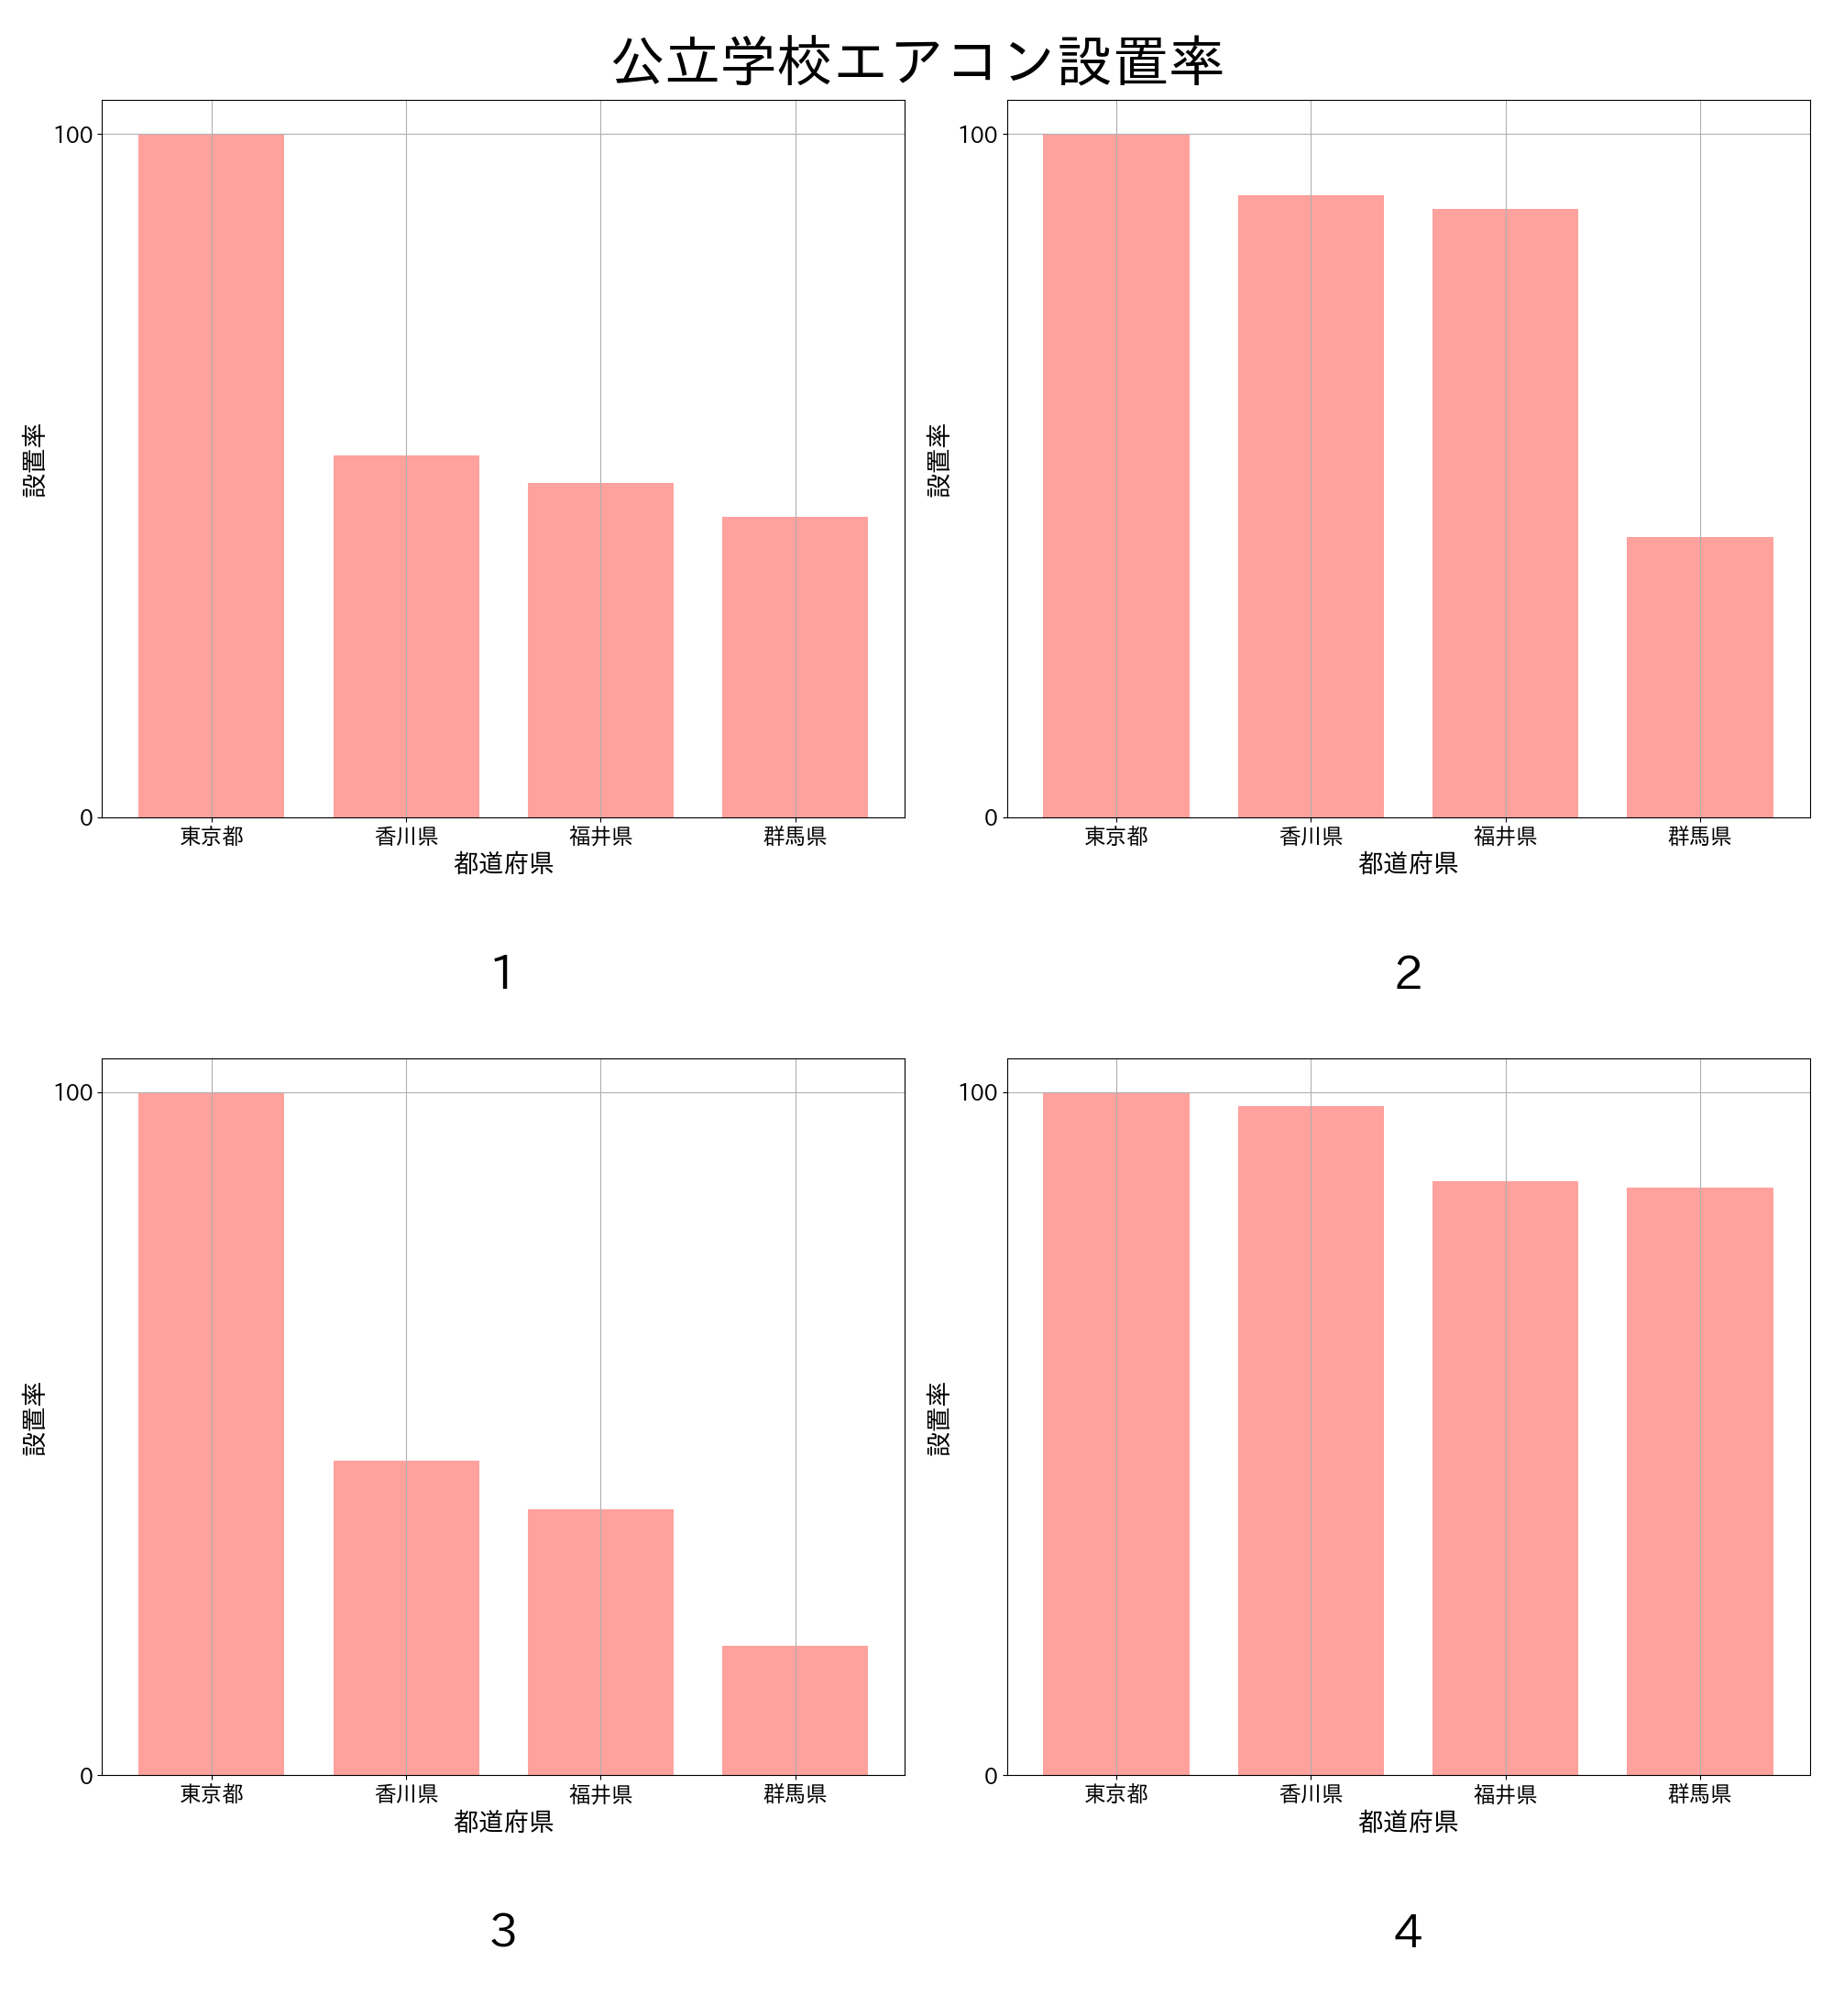 公立学校エアコン設置率
100
設置率
0
東京都 香川県 福井県 群馬県
都道府県
1
100
設置率
0
東京都 香川県 福井県 群馬県
都道府県
2
100
設置率
0
東京都 香川県 福井県 群馬県
都道府県
3
100
設置率
0
東京都 香川県 福井県 群馬県
都道府県
4